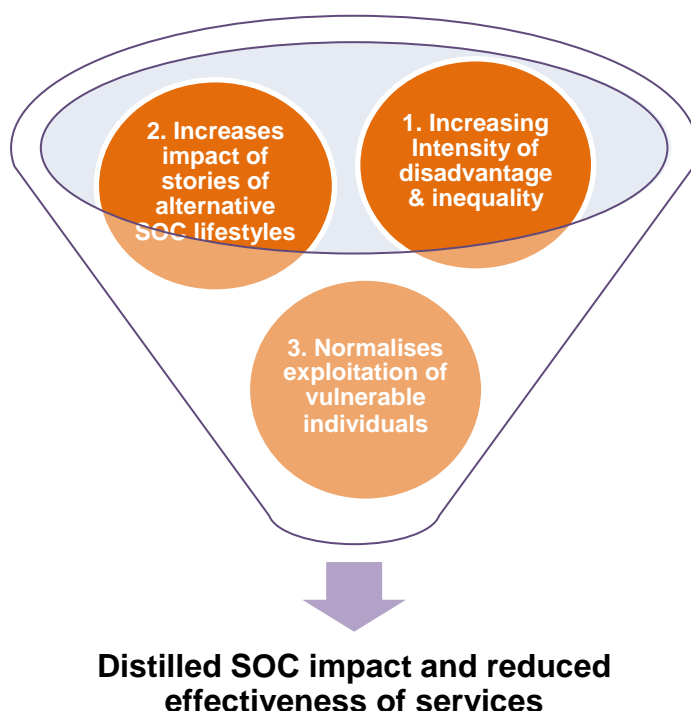 2. Increases
impact of
stories of
alternative
SOC lifestyles
1. Increasing
Intensity of
disadvantage
& inequality
3. Normalises
exploitation of
vulnerable
individuals
Distilled SOC impact and reduced
effectiveness of services